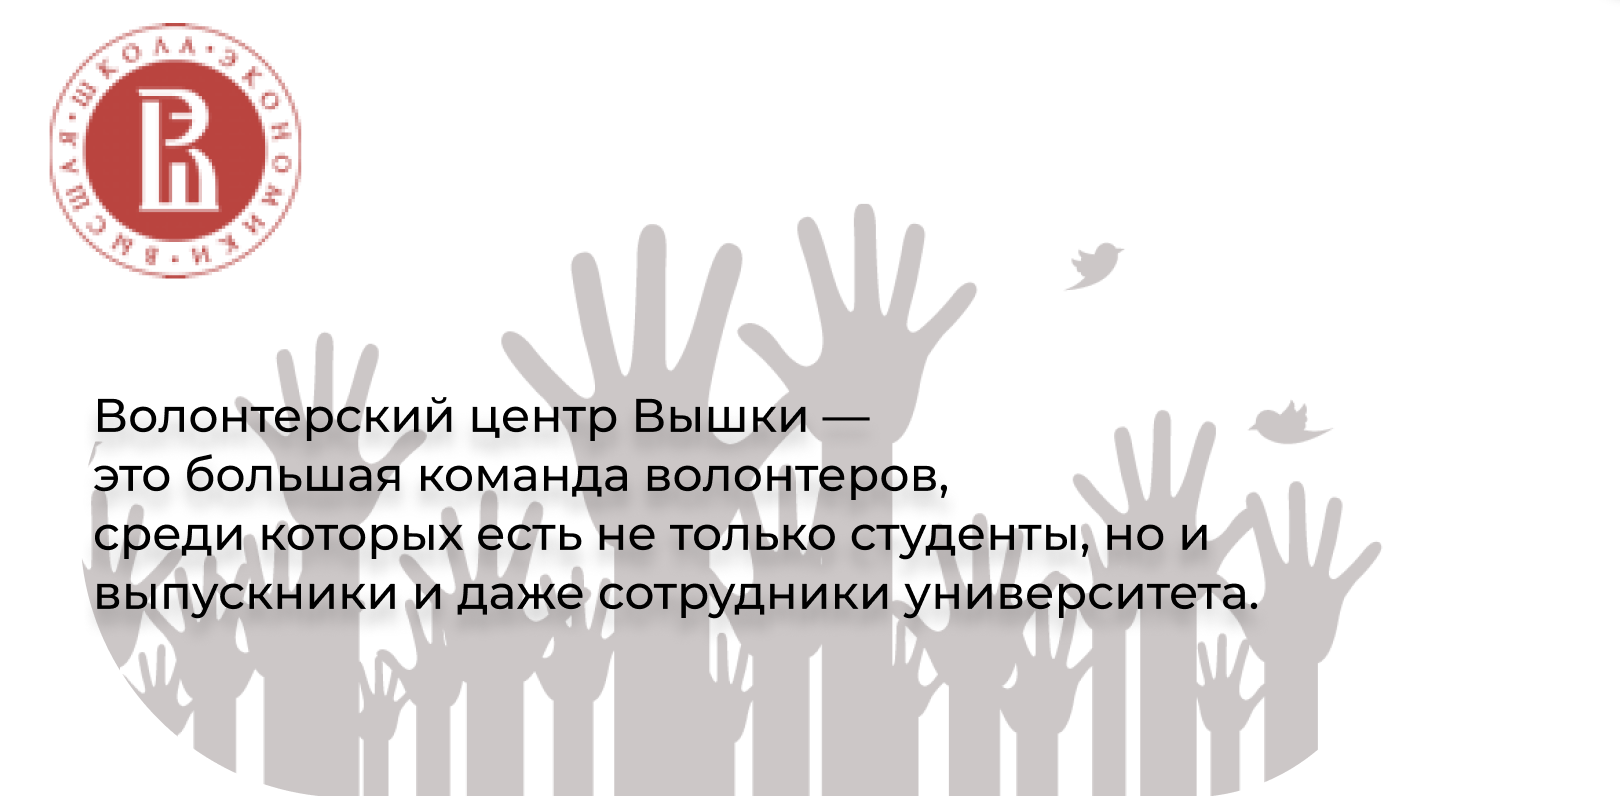 ВЫСШАЯ • ШКОЛА • ЭКОНОМИКИ
Волонтерский центр Вышки —
это большая команда волонтеров,
среди которых есть не только студенты, но и
выпускники и даже сотрудники университета.